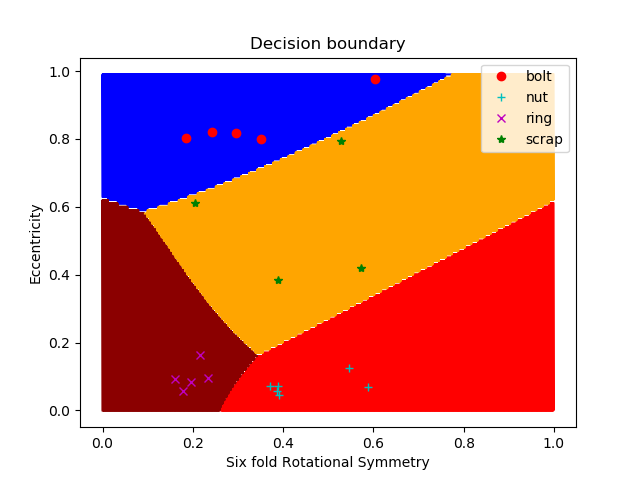 Decision boundary
bolt
nut
ring
scrap
Eccentricity
1.0
0.8
0.6
0.4
0.2
0.0
0.0 0.2 0.4 0.6 0.8 1.0
Six fold Rotational Symmetry